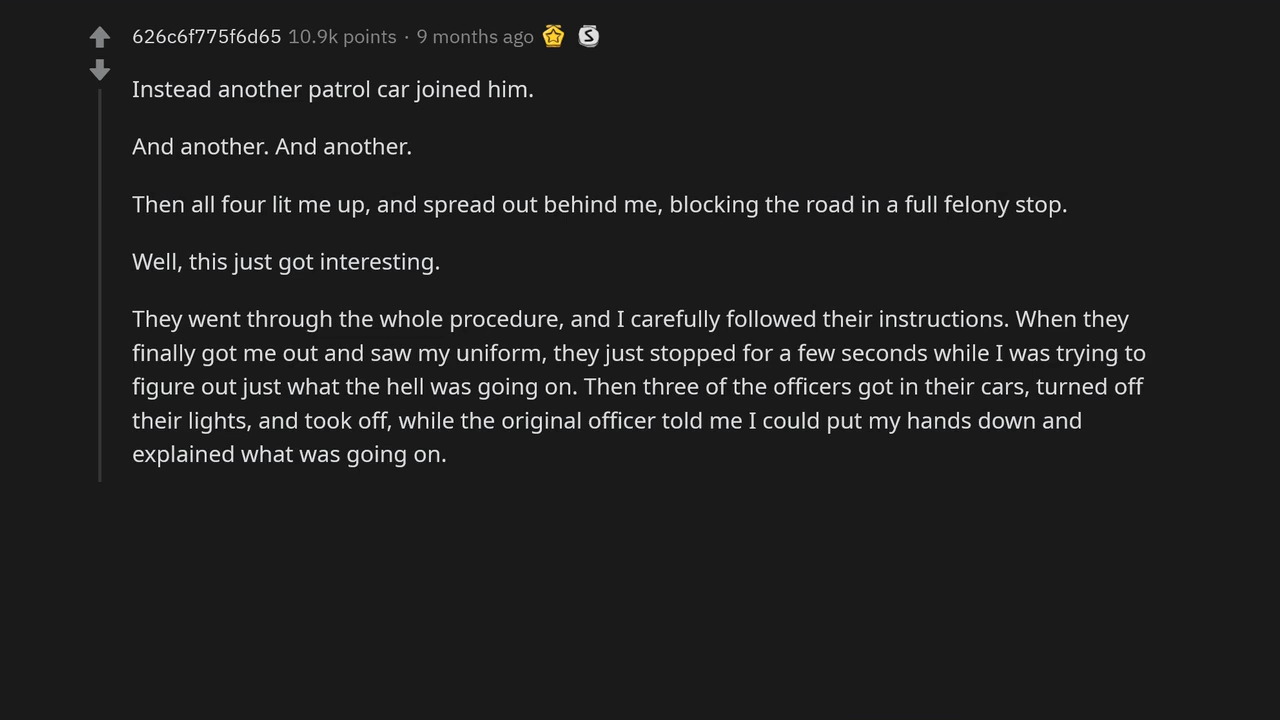 626c6f775f6d65 10.9k points · 9 months ago
Instead another patrol car joined him.
And another. And another.
Then all four lit me up, and spread out behind me, blocking the road in a full felony stop.
Well, this just got interesting.
They went through the whole procedure, and I carefully followed their instructions. When they
finally got me out and saw my uniform, they just stopped for a few seconds while I was trying to
figure out just what the hell was going on. Then three of the officers got in their cars, turned off
their lights, and took off, while the original officer told me I could put my hands down and
explained what was going on.